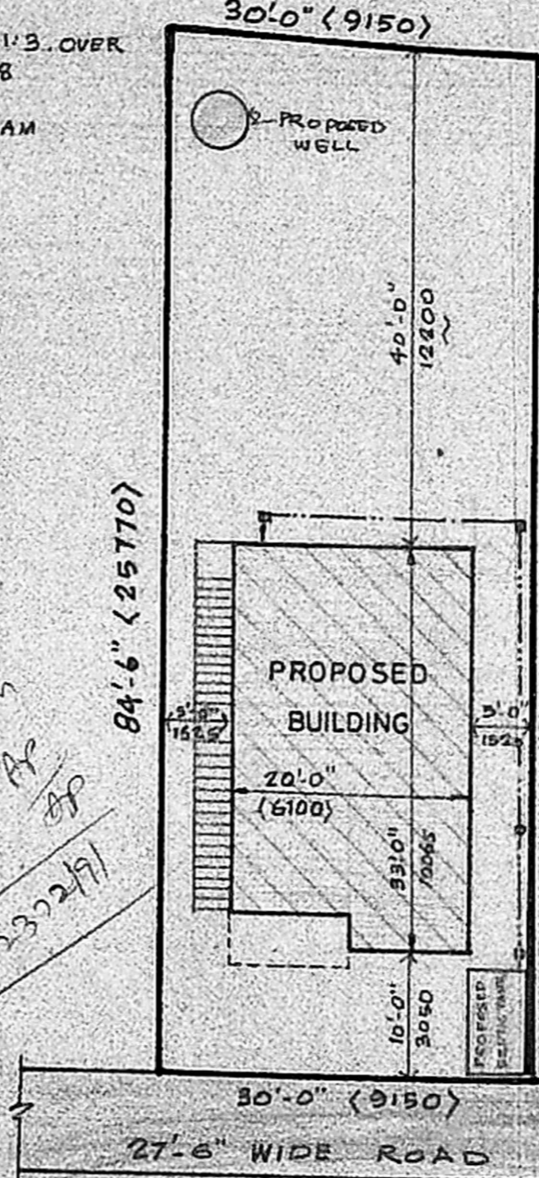 30'-0" (9150)
1:3. OVER
8
AM
PROPOSED
WELL
40'-0"
12200
84'-6" (25770)
PROPOSED
BUILDING
5'-0"
1525
5'-0"
1525
20'-0"
(6100)
33'-0"
10065
10'-0"
3050
PROPOSED
SEPTIC TANK
30'-0" (9150)
27'-6" WIDE ROAD